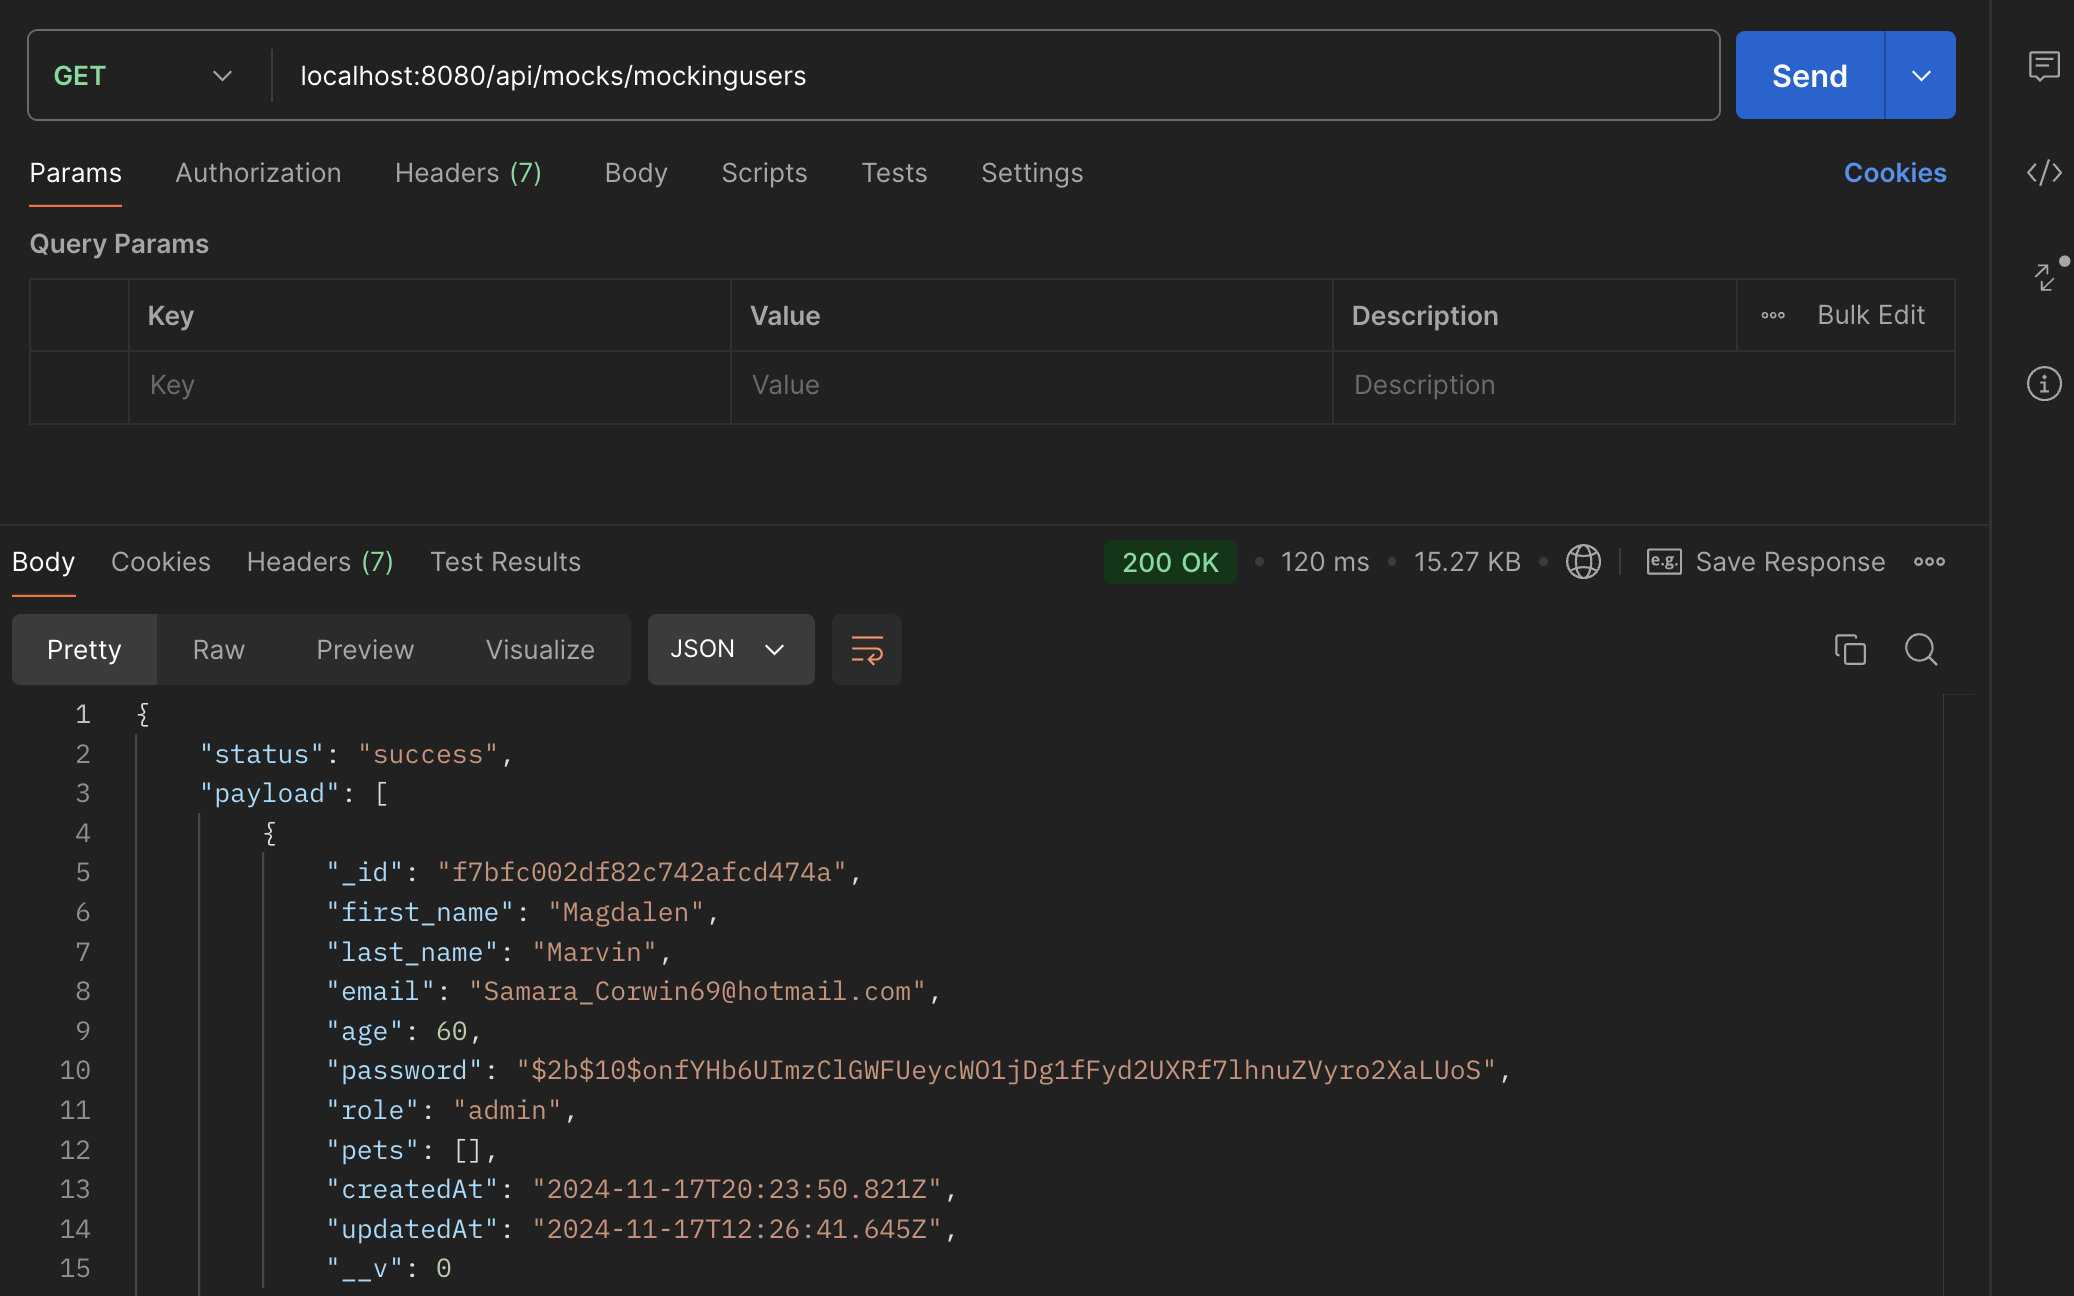 GET localhost:8080/api/mocks/mockingusers Send
Params Authorization Headers (7) Body Scripts Tests Settings Cookies
Query Params
Key Value Description ooo Bulk Edit
Key Value Description
Body Cookies Headers (7) Test Results 200 OK • 120 ms • 15.27 KB • e.g. Save Response ooo
Pretty Raw Preview Visualize JSON
1 {
2 "status": "success",
3 "payload": [
4 {
5 "_id": "f7bfc002df82c742afcd474a",
6 "first_name": "Magdalen",
7 "last_name": "Marvin",
8 "email": "Samara_Corwin69@hotmail.com",
9 "age": 60,
10 "password": "$2b$10$onfYHb6UImzClGWFUeycWO1jDg1fFyd2UXRf7lhnuZVyro2XaLUoS",
11 "role": "admin",
12 "pets": [],
13 "createdAt": "2024-11-17T20:23:50.821Z",
14 "updatedAt": "2024-11-17T12:26:41.645Z",
15 "__v": 0